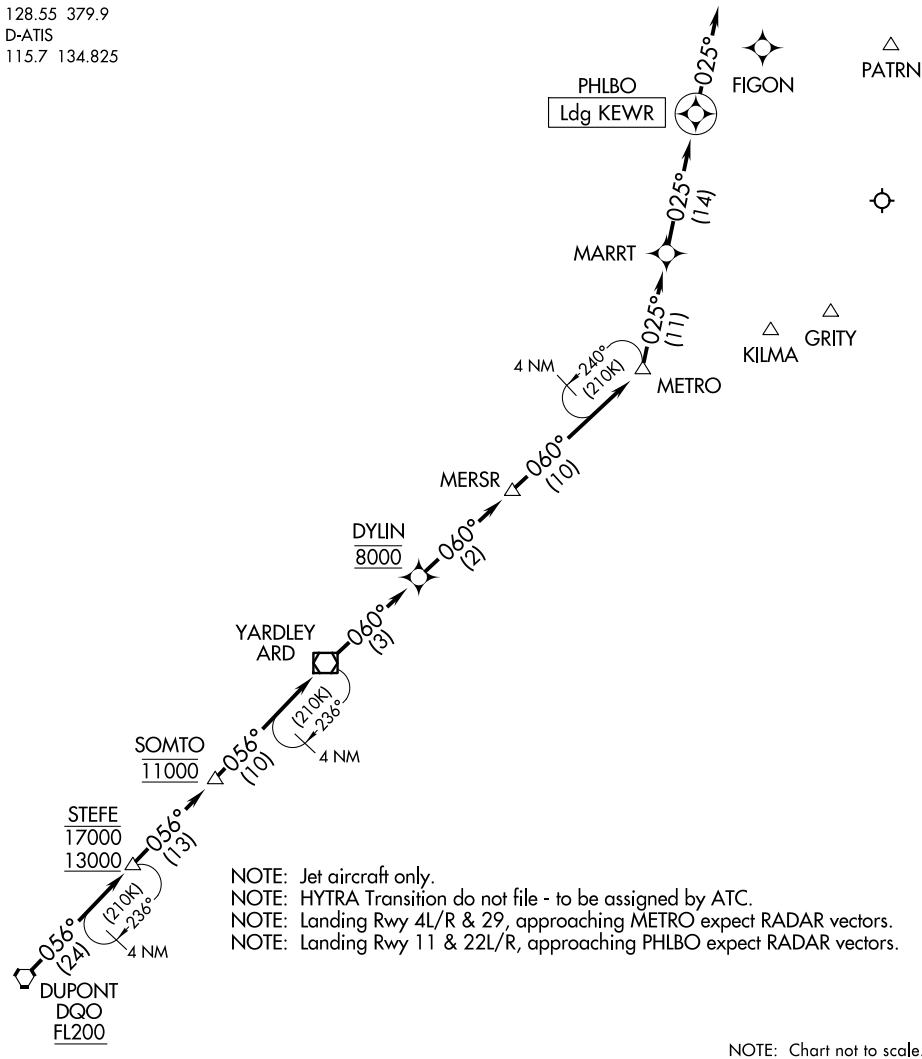 128.55 379.9
D-ATIS
115.7 134.825
025°
FIGON
PATRN
PHLBO
Ldg KEWR
025°
(14)
MARRT
025°
(11)
KILMA
GRITY
4 NM
240°
(210K)
METRO
060°
(10)
MERSR
DYLIN
8000
060°
(2)
YARDLEY
ARD
060°
(3)
(210K)
236°
4 NM
SOMTO
11000
056°
(10)
STEFE
17000
13000
056°
(13)
(210K)
236°
4 NM
056°
(24)
DUPONT
DQO
FL200
NOTE: Jet aircraft only.
NOTE: HYTRA Transition do not file - to be assigned by ATC.
NOTE: Landing Rwy 4L/R & 29, approaching METRO expect RADAR vectors.
NOTE: Landing Rwy 11 & 22L/R, approaching PHLBO expect RADAR vectors.
NOTE: Chart not to scale.